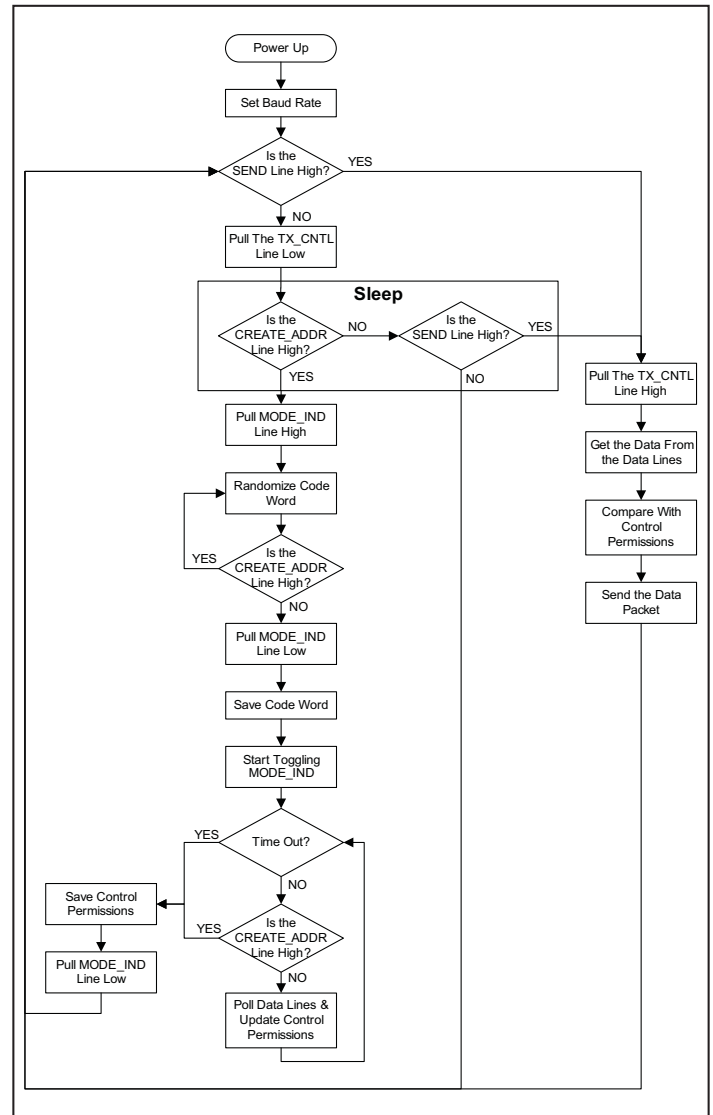 Power Up
Set Baud Rate
Is the
SEND Line High?
YES
NO
Pull The TX_CNTL
Line Low
Sleep
Is the
CREATE_ADDR
Line High?
NO
Is the
SEND Line High?
YES
YES
NO
Pull The TX_CNTL
Line High
Pull MODE_IND
Line High
Get the Data From
the Data Lines
Randomize Code
Word
Compare With
Control
Permissions
YES
Is the
CREATE_ADDR
Line High?
NO
Send the Data
Packet
Pull MODE_IND
Line Low
Save Code Word
Start Toggling
MODE_IND
YES
Time Out?
NO
Save Control
Permissions
YES
Is the
CREATE_ADDR
Line High?
NO
Pull MODE_IND
Line Low
Poll Data Lines &
Update Control
Permissions